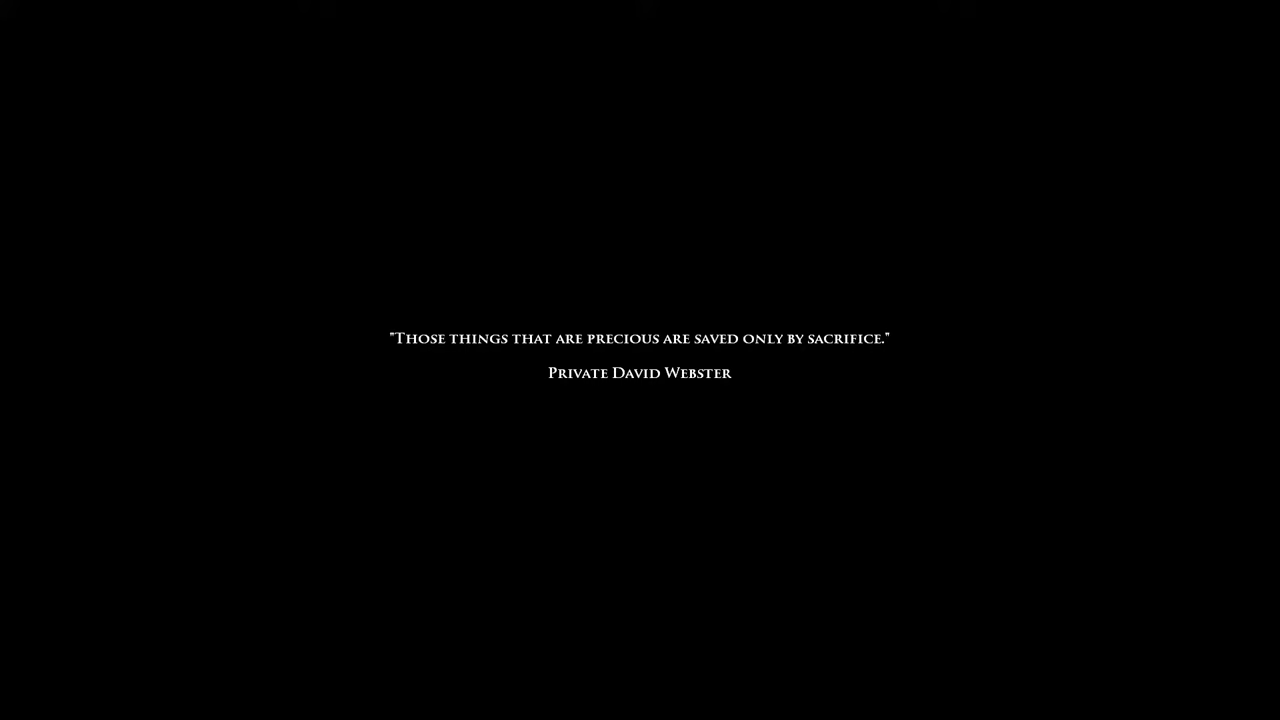 "Those things that are precious are saved only by sacrifice."
Private David Webster